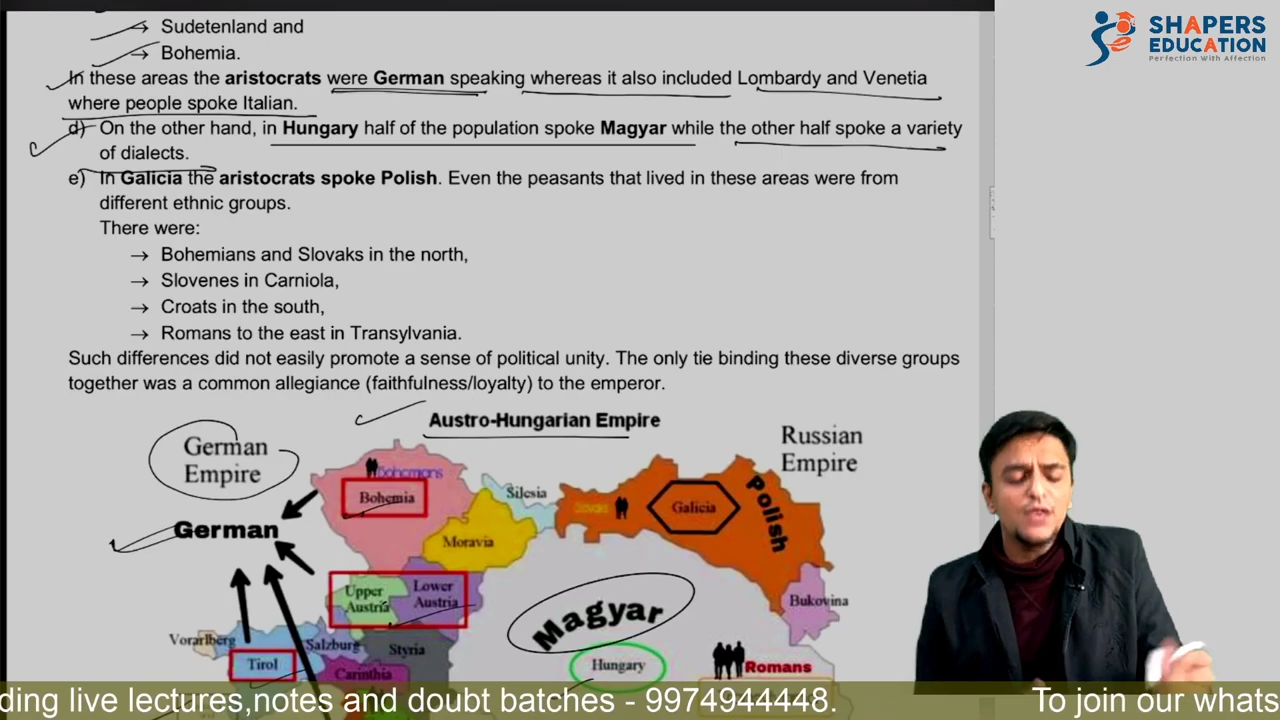 → Sudetenland and
→ Bohemia.
In these areas the aristocrats were German speaking whereas it also included Lombardy and Venetia
where people spoke Italian.
d) On the other hand, in Hungary half of the population spoke Magyar while the other half spoke a variety
of dialects.
e) In Galicia the aristocrats spoke Polish. Even the peasants that lived in these areas were from
different ethnic groups.
There were:
→ Bohemians and Slovaks in the north,
→ Slovenes in Carniola,
→ Croats in the south,
→ Romans to the east in Transylvania.
Such differences did not easily promote a sense of political unity. The only tie binding these diverse groups
together was a common allegiance (faithfulness/loyalty) to the emperor.
Austro-Hungarian Empire
German
Empire
Russian
Empire
Bohemians
Bohemia
Silesia
Galicia
Polish
German
Moravia
Upper
Austria
Lower
Austria
Magyar
Bukovina
Vorarlberg
Salzburg
Styria
Tirol
Carinthia
Hungary
Romans
SHAPERS
EDUCATION
Perfection With Affection
ding live lectures,notes and doubt batches - 9974944448.
To join our whats